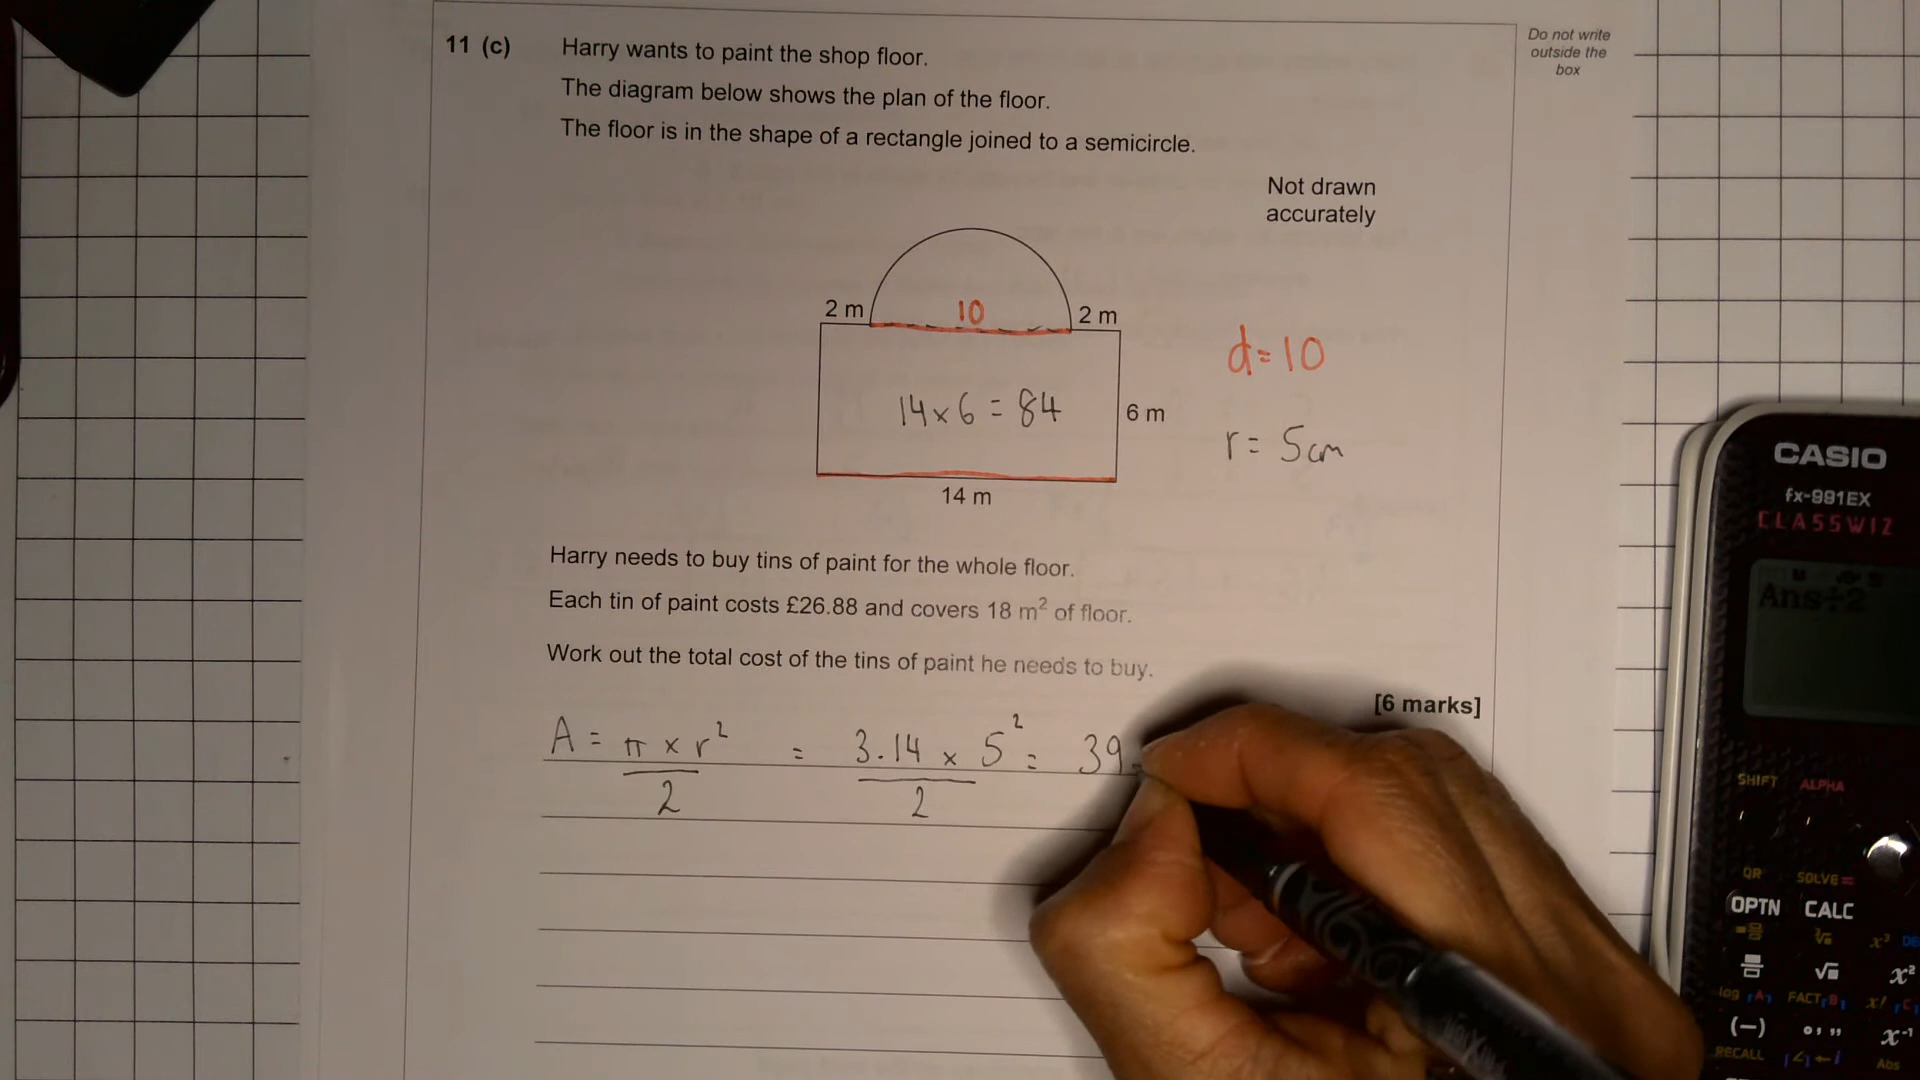 11 (c) Harry wants to paint the shop floor.
The diagram below shows the plan of the floor.
The floor is in the shape of a rectangle joined to a semicircle.
Do not write
outside the
box
Not drawn
accurately
2 m 10 2 m
d = 10
14 x 6 = 84
6 m
r = 5cm
14 m
Harry needs to buy tins of paint for the whole floor.
Each tin of paint costs £26.88 and covers 18 m² of floor.
Work out the total cost of the tins of paint he needs to buy.
[6 marks]
A = π x r² / 2 = 3.14 x 5² / 2 = 39
CASIO
fx-991EX
CLASSWIZ
Ans÷2
SHIFT ALPHA
QR SOLVE =
OPTN CALC
x³
√ x²
log FACT x!
(−) x⁻¹
RECALL Abs